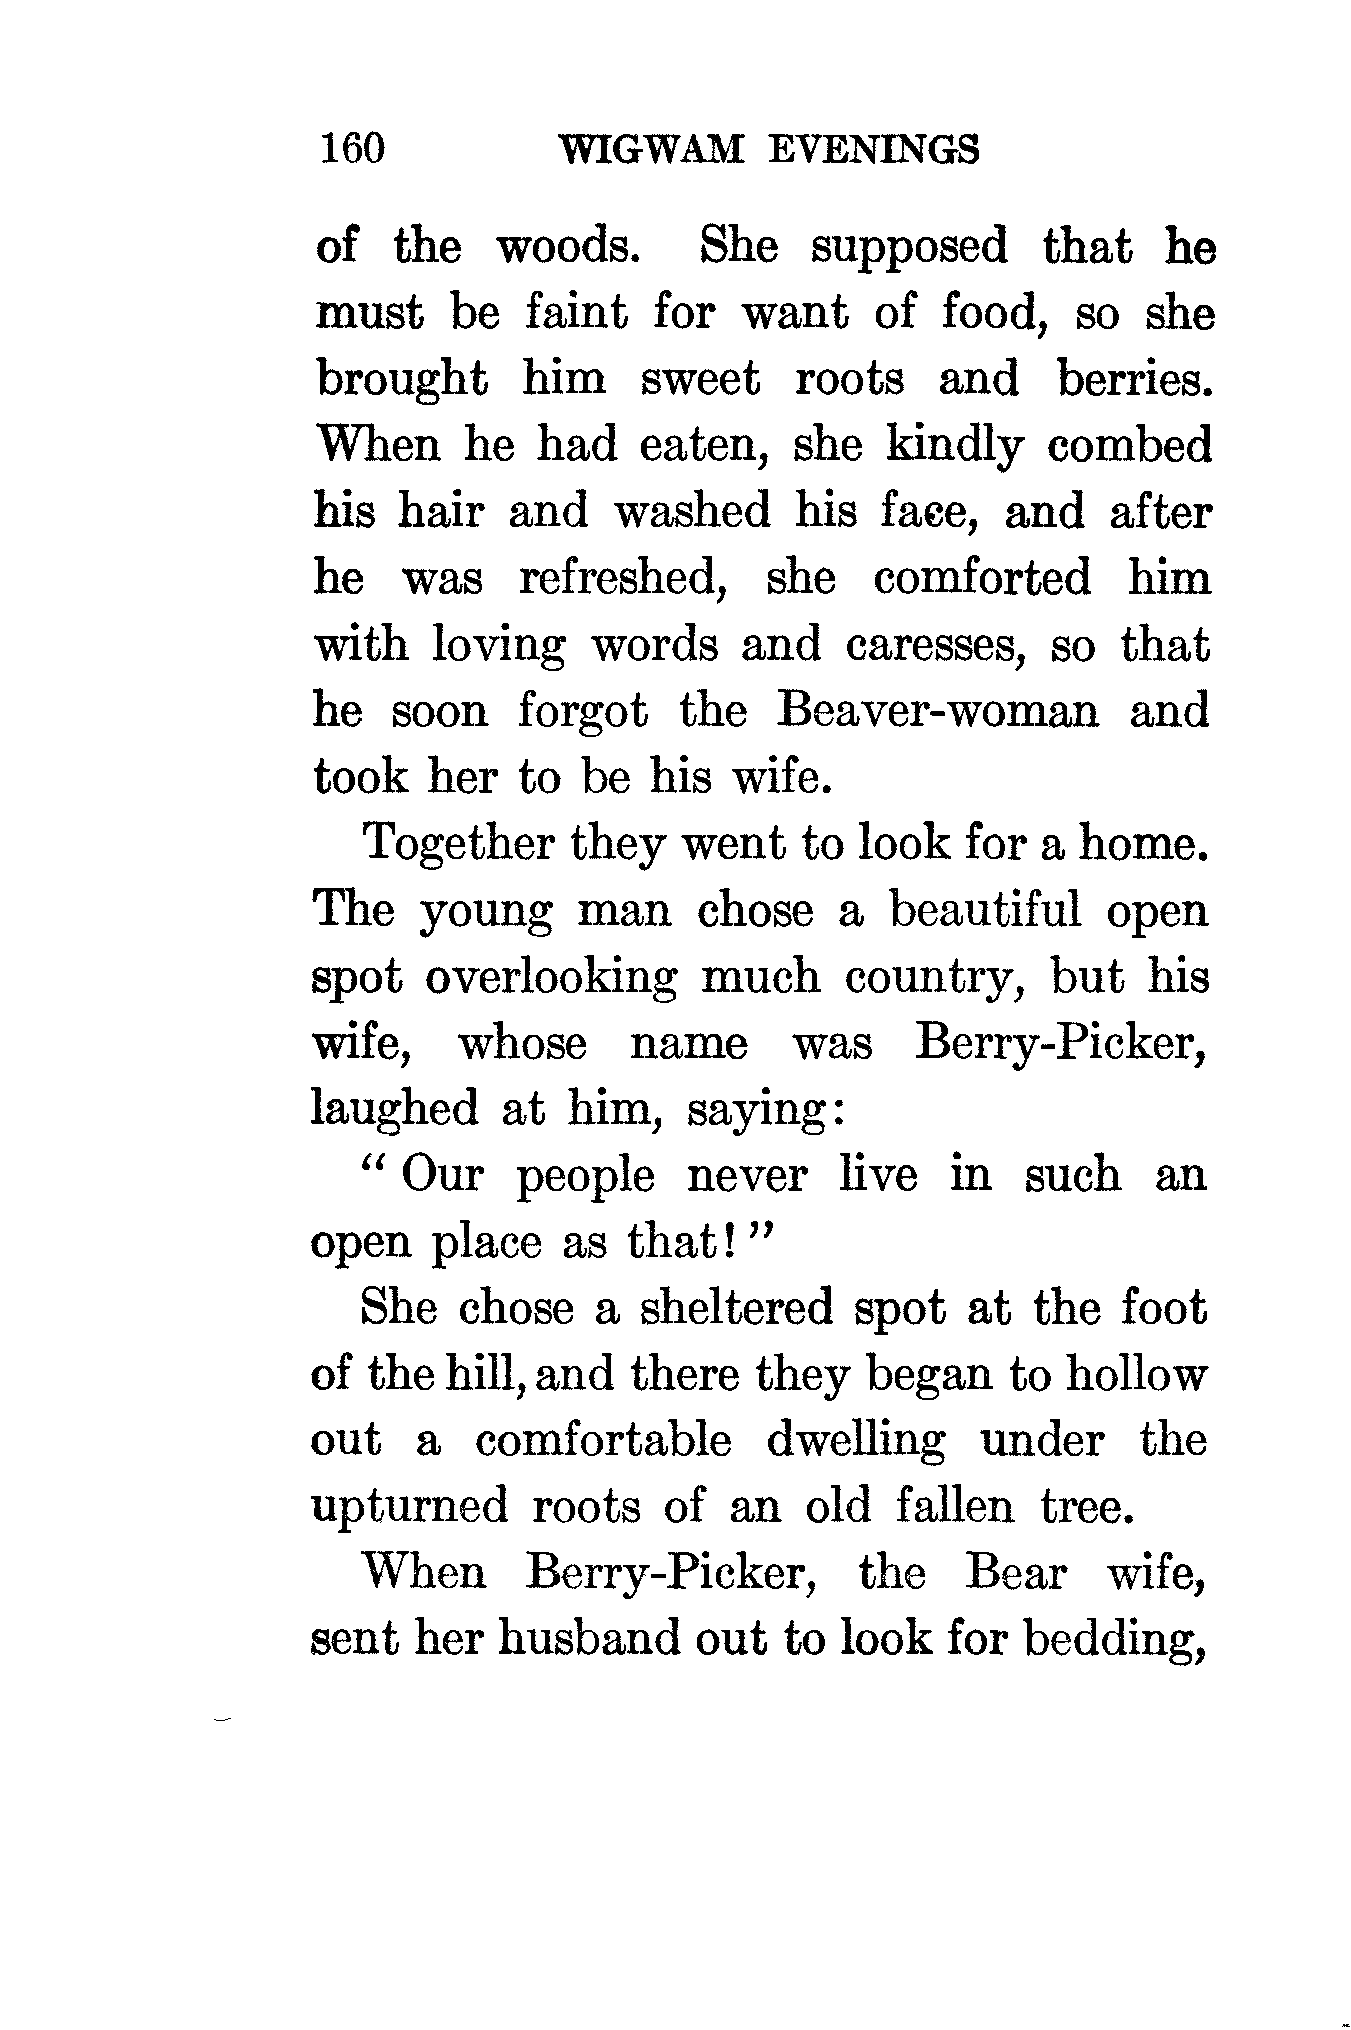 160 WIGWAM EVENINGS
of the woods. She supposed that he
must be faint for want of food, so she
brought him sweet roots and berries.
When he had eaten, she kindly combed
his hair and washed his face, and after
he was refreshed, she comforted him
with loving words and caresses, so that
he soon forgot the Beaver-woman and
took her to be his wife.
Together they went to look for a home.
The young man chose a beautiful open
spot overlooking much country, but his
wife, whose name was Berry-Picker,
laughed at him, saying:
" Our people never live in such an
open place as that! "
She chose a sheltered spot at the foot
of the hill, and there they began to hollow
out a comfortable dwelling under the
upturned roots of an old fallen tree.
When Berry-Picker, the Bear wife,
sent her husband out to look for bedding,